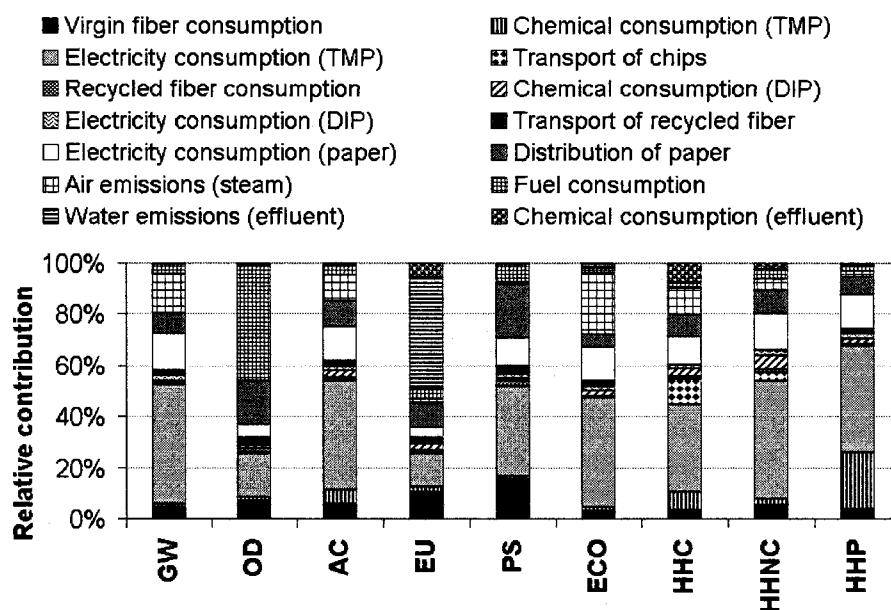 Virgin fiber consumption
Chemical consumption (TMP)
Electricity consumption (TMP)
Transport of chips
Recycled fiber consumption
Chemical consumption (DIP)
Electricity consumption (DIP)
Transport of recycled fiber
Electricity consumption (paper)
Distribution of paper
Air emissions (steam)
Fuel consumption
Water emissions (effluent)
Chemical consumption (effluent)
Relative contribution
100%
80%
60%
40%
20%
0%
GW
OD
AC
EU
PS
ECO
HHC
HHNC
HHP